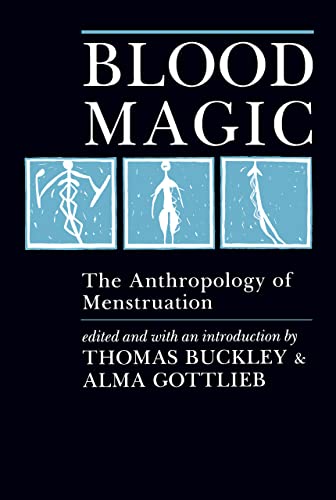 BLOOD
MAGIC
The Anthropology of
Menstruation
edited and with an introduction by
THOMAS BUCKLEY &
ALMA GOTTLIEB